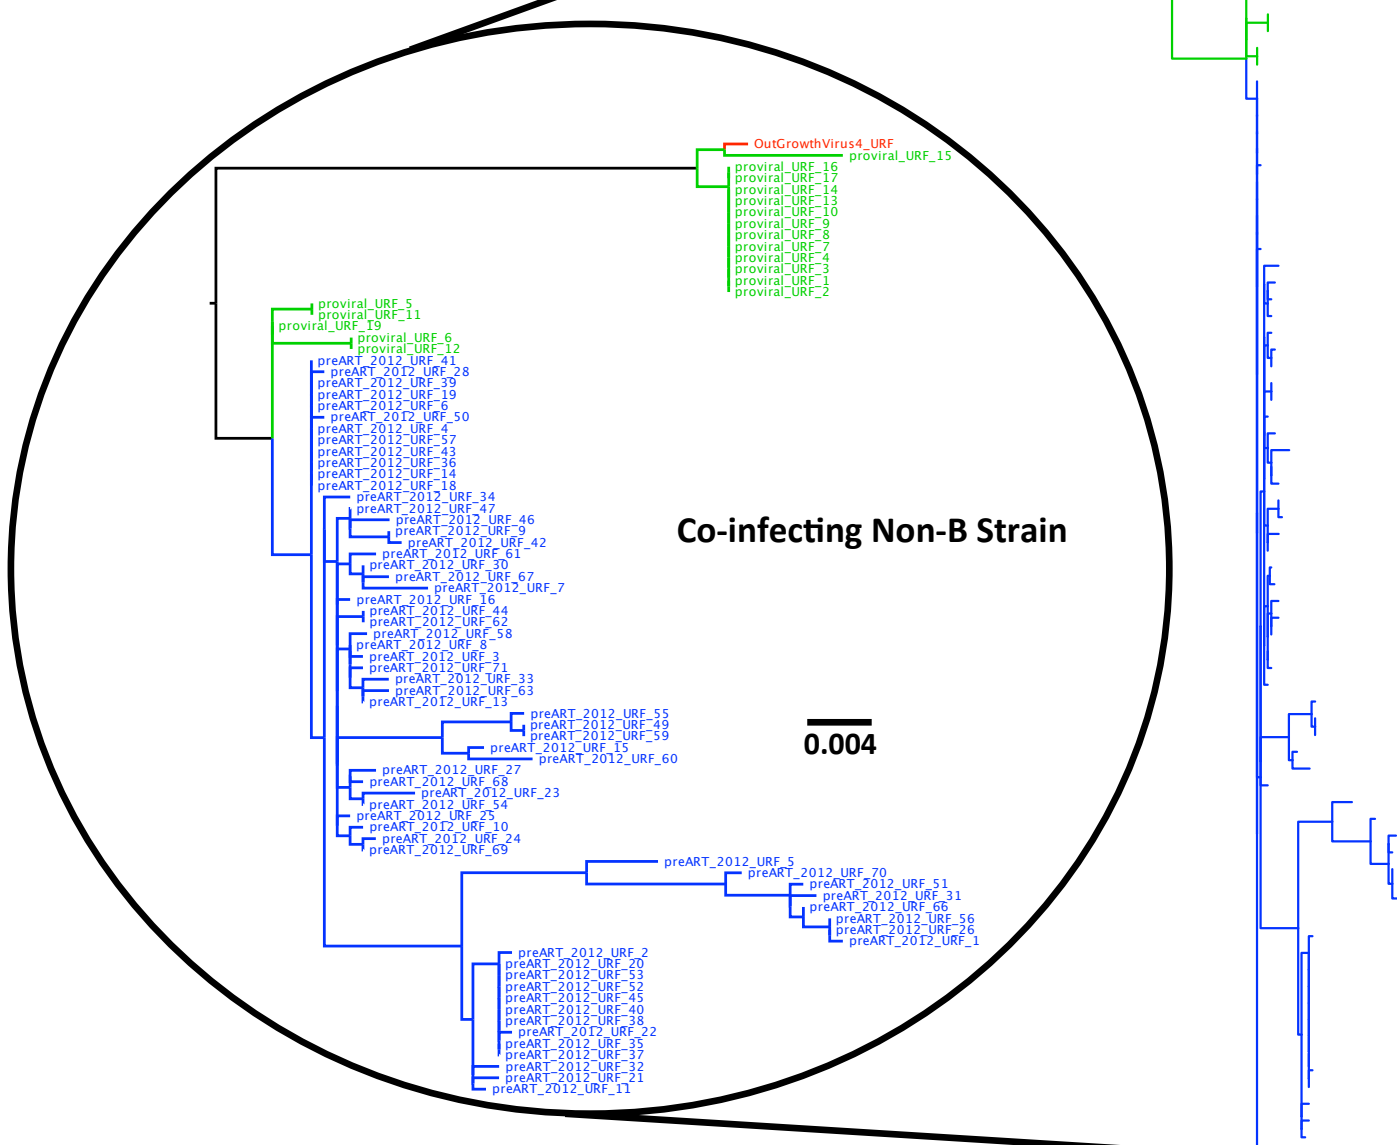 OutGrowthVirus4_URF
proviral_URF_15
proviral_URF_16
proviral_URF_17
proviral_URF_14
proviral_URF_13
proviral_URF_10
proviral_URF_9
proviral_URF_8
proviral_URF_7
proviral_URF_4
proviral_URF_3
proviral_URF_1
proviral_URF_2
proviral_URF_5
proviral_URF_11
proviral_URF_19
proviral_URF_6
proviral_URF_12
preART_2012_URF_41
preART_2012_URF_28
preART_2012_URF_39
preART_2012_URF_19
preART_2012_URF_6
preART_2012_URF_50
preART_2012_URF_4
preART_2012_URF_57
preART_2012_URF_43
preART_2012_URF_36
preART_2012_URF_14
preART_2012_URF_18
preART_2012_URF_34
preART_2012_URF_47
preART_2012_URF_46
preART_2012_URF_9
preART_2012_URF_42
preART_2012_URF_61
preART_2012_URF_30
preART_2012_URF_67
preART_2012_URF_7
preART_2012_URF_16
preART_2012_URF_44
preART_2012_URF_62
preART_2012_URF_58
preART_2012_URF_8
preART_2012_URF_3
preART_2012_URF_71
preART_2012_URF_33
preART_2012_URF_63
preART_2012_URF_13
preART_2012_URF_55
preART_2012_URF_49
preART_2012_URF_59
preART_2012_URF_15
preART_2012_URF_60
preART_2012_URF_27
preART_2012_URF_68
preART_2012_URF_23
preART_2012_URF_54
preART_2012_URF_25
preART_2012_URF_10
preART_2012_URF_24
preART_2012_URF_69
preART_2012_URF_5
preART_2012_URF_70
preART_2012_URF_51
preART_2012_URF_31
preART_2012_URF_66
preART_2012_URF_56
preART_2012_URF_26
preART_2012_URF_1
preART_2012_URF_2
preART_2012_URF_20
preART_2012_URF_53
preART_2012_URF_52
preART_2012_URF_45
preART_2012_URF_40
preART_2012_URF_38
preART_2012_URF_22
preART_2012_URF_35
preART_2012_URF_37
preART_2012_URF_32
preART_2012_URF_21
preART_2012_URF_11
Co-infecting Non-B Strain
0.004